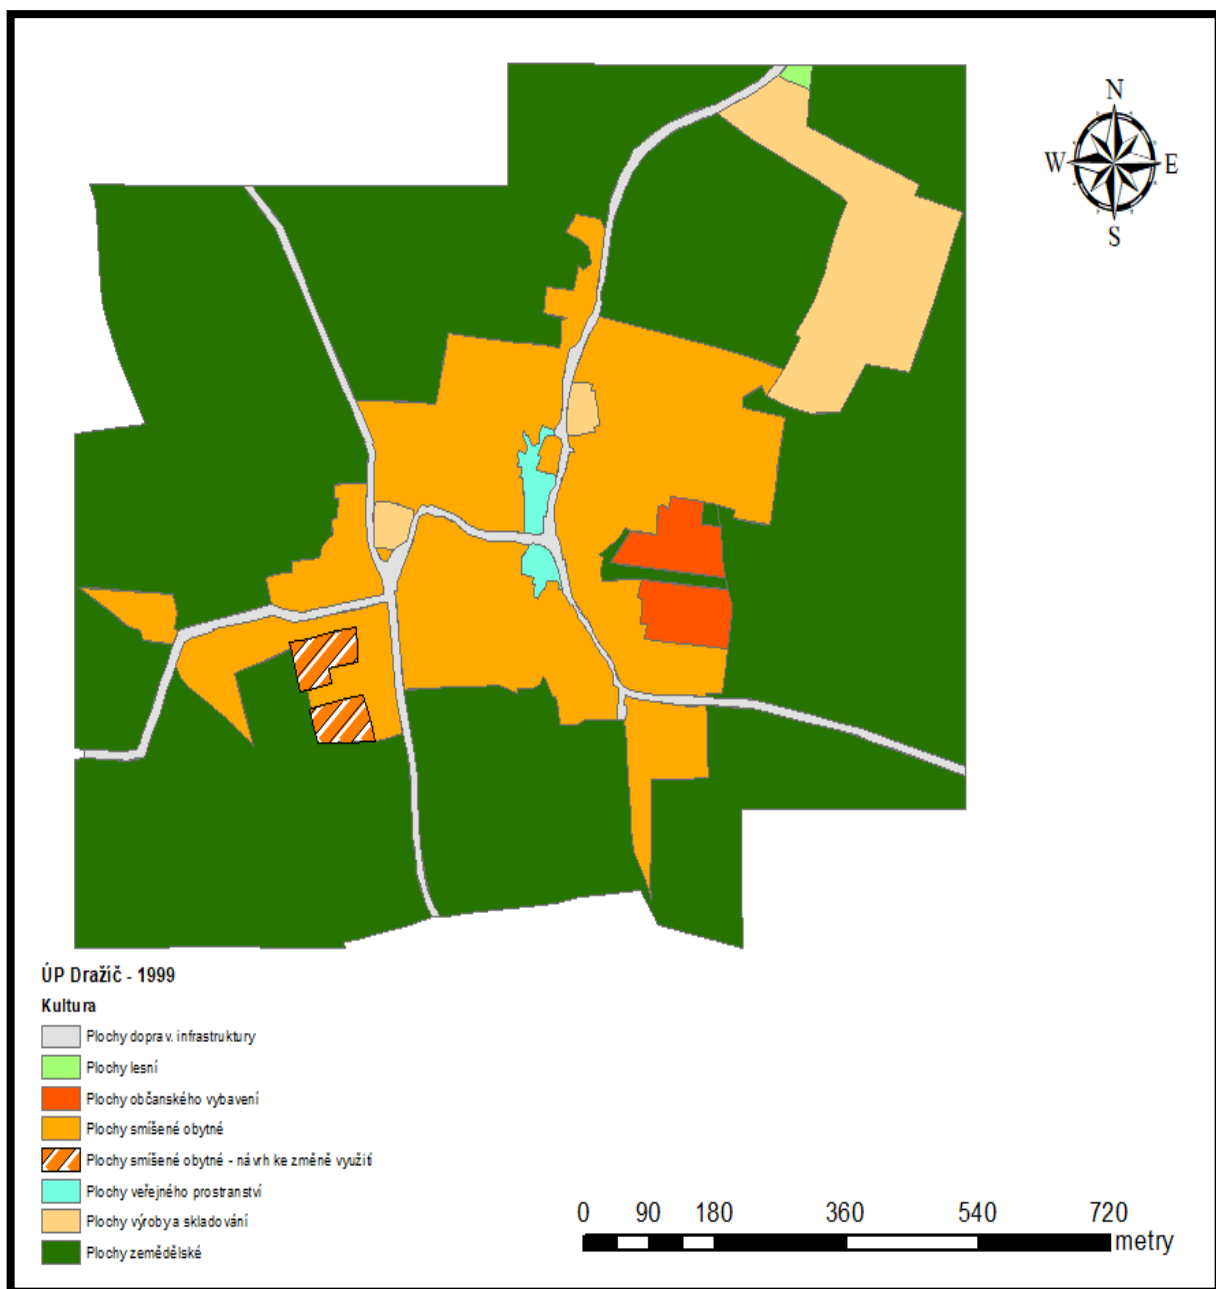 N
W E
S
ÚP Dražíč - 1999
Kultura
Plochy doprav. infrastruktury
Plochy lesní
Plochy občanského vybavení
Plochy smíšené obytné
Plochy smíšené obytné - návrh ke změně využití
Plochy veřejného prostranství
Plochy výroby a skladování
Plochy zemědělské
0 90 180 360 540 720
metry